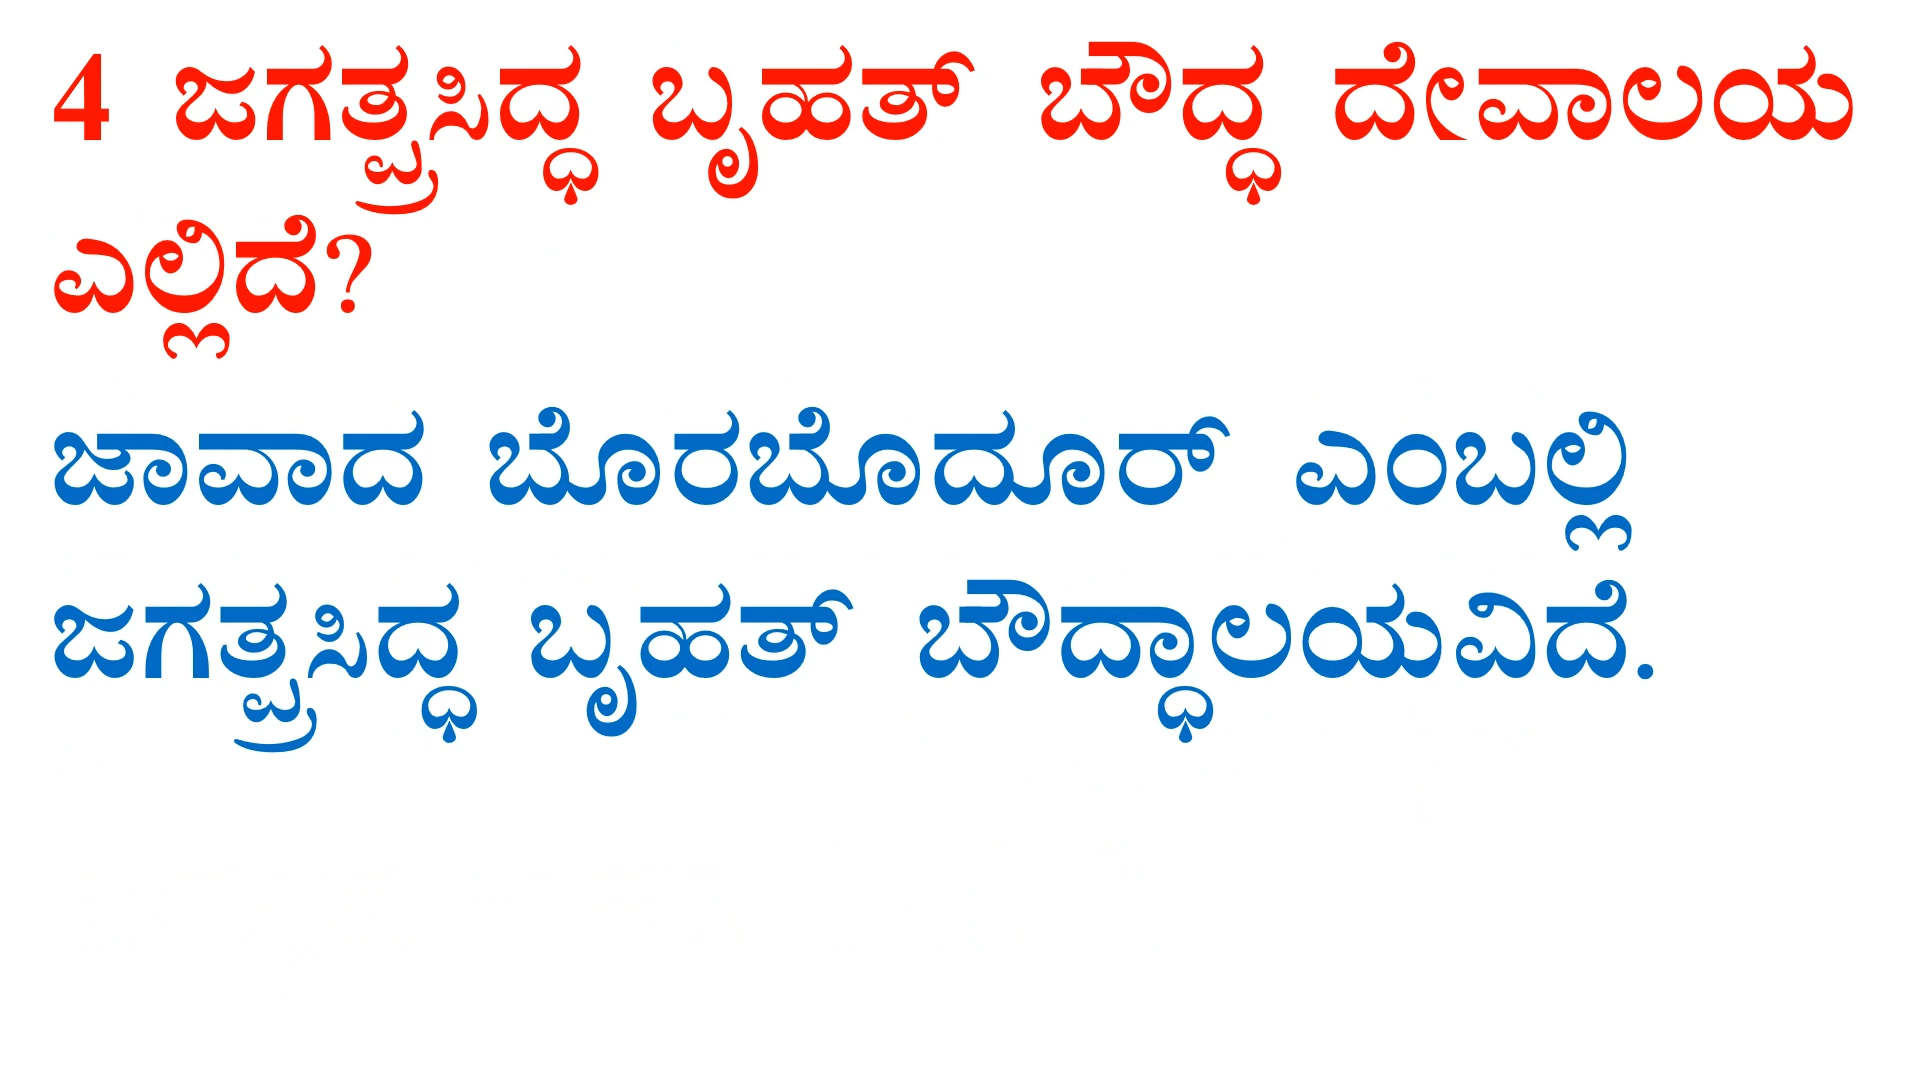 4 ಜಗತ್ಪ್ರಸಿದ್ಧ ಬೃಹತ್ ಬೌದ್ಧ ದೇವಾಲಯ
ಎಲ್ಲಿದೆ?
ಜಾವಾದ ಬೊರಬೊದೂರ್ ಎಂಬಲ್ಲಿ
ಜಗತ್ಪ್ರಸಿದ್ಧ ಬೃಹತ್ ಬೌದ್ಧಾಲಯವಿದೆ.